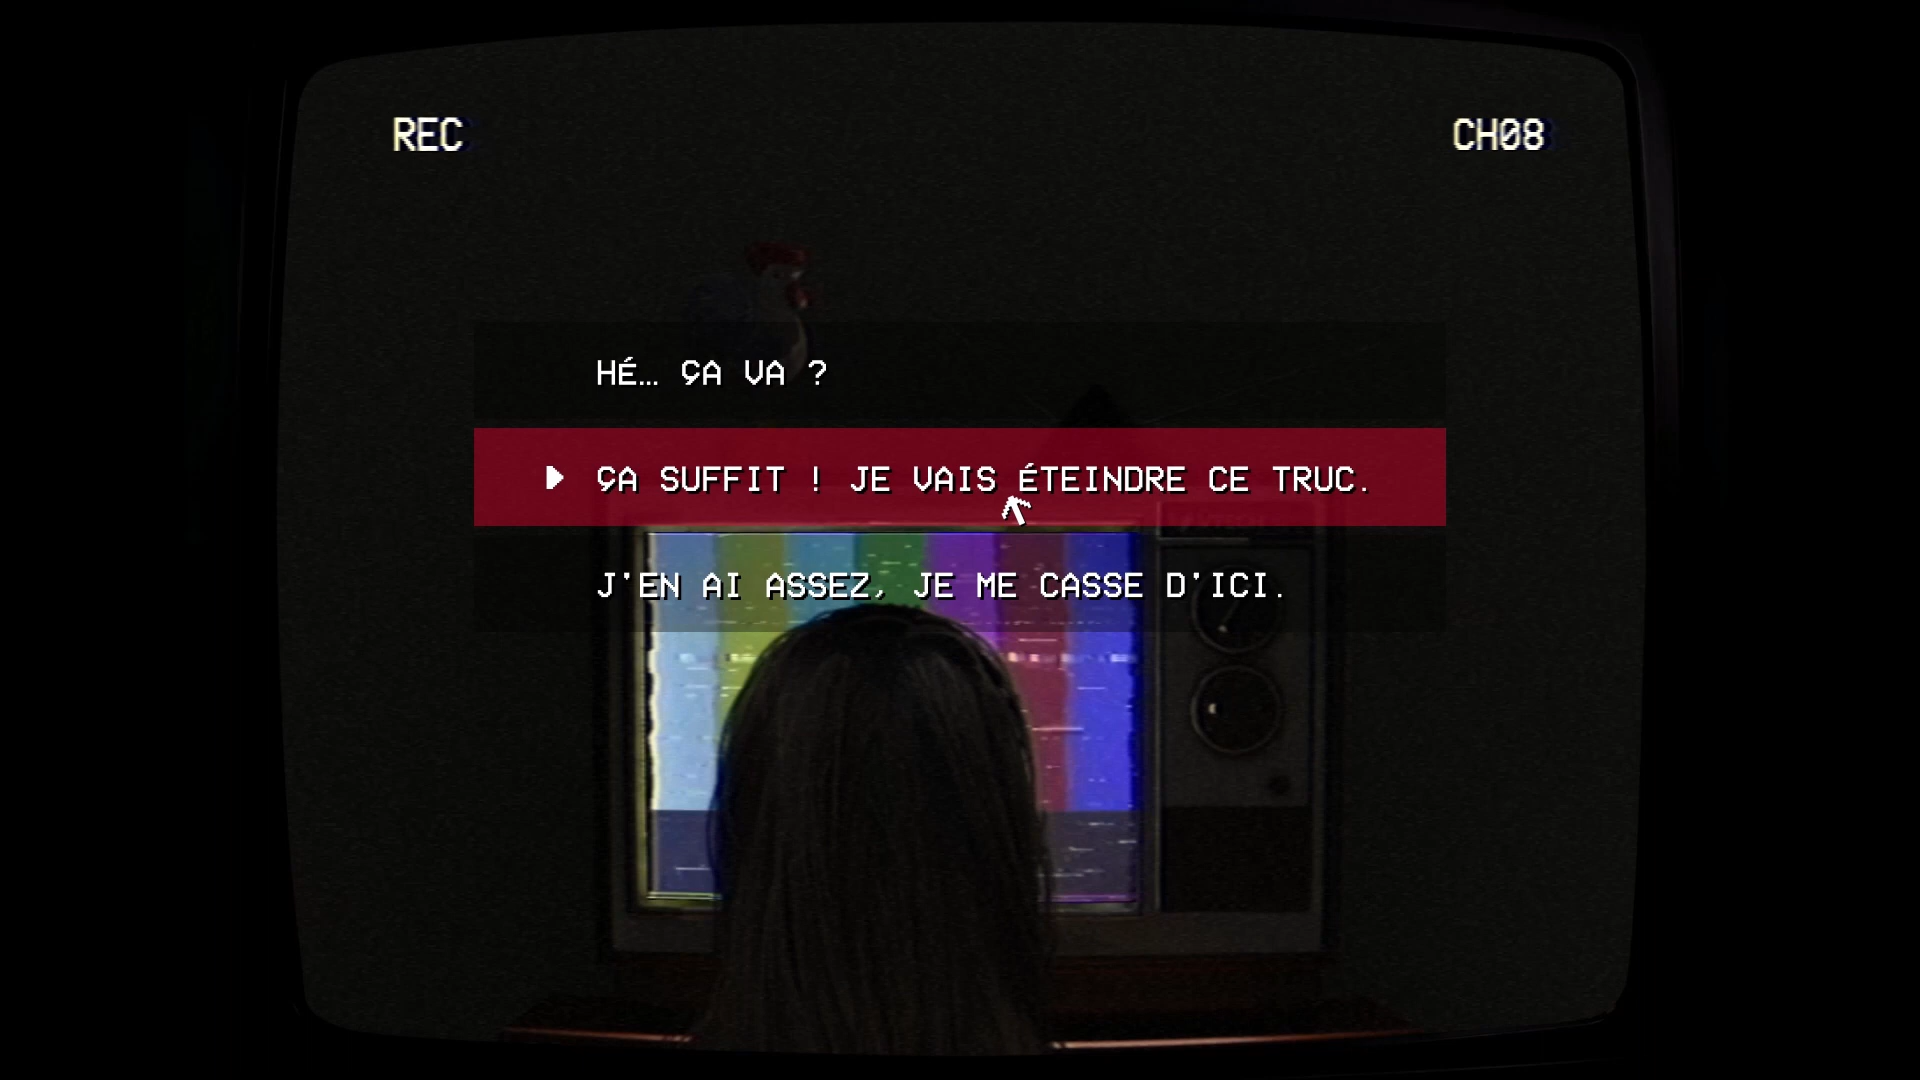 REC
CH08
HÉ… ÇA VA ?
ÇA SUFFIT ! JE VAIS ÉTEINDRE CE TRUC.
J'EN AI ASSEZ, JE ME CASSE D'ICI.